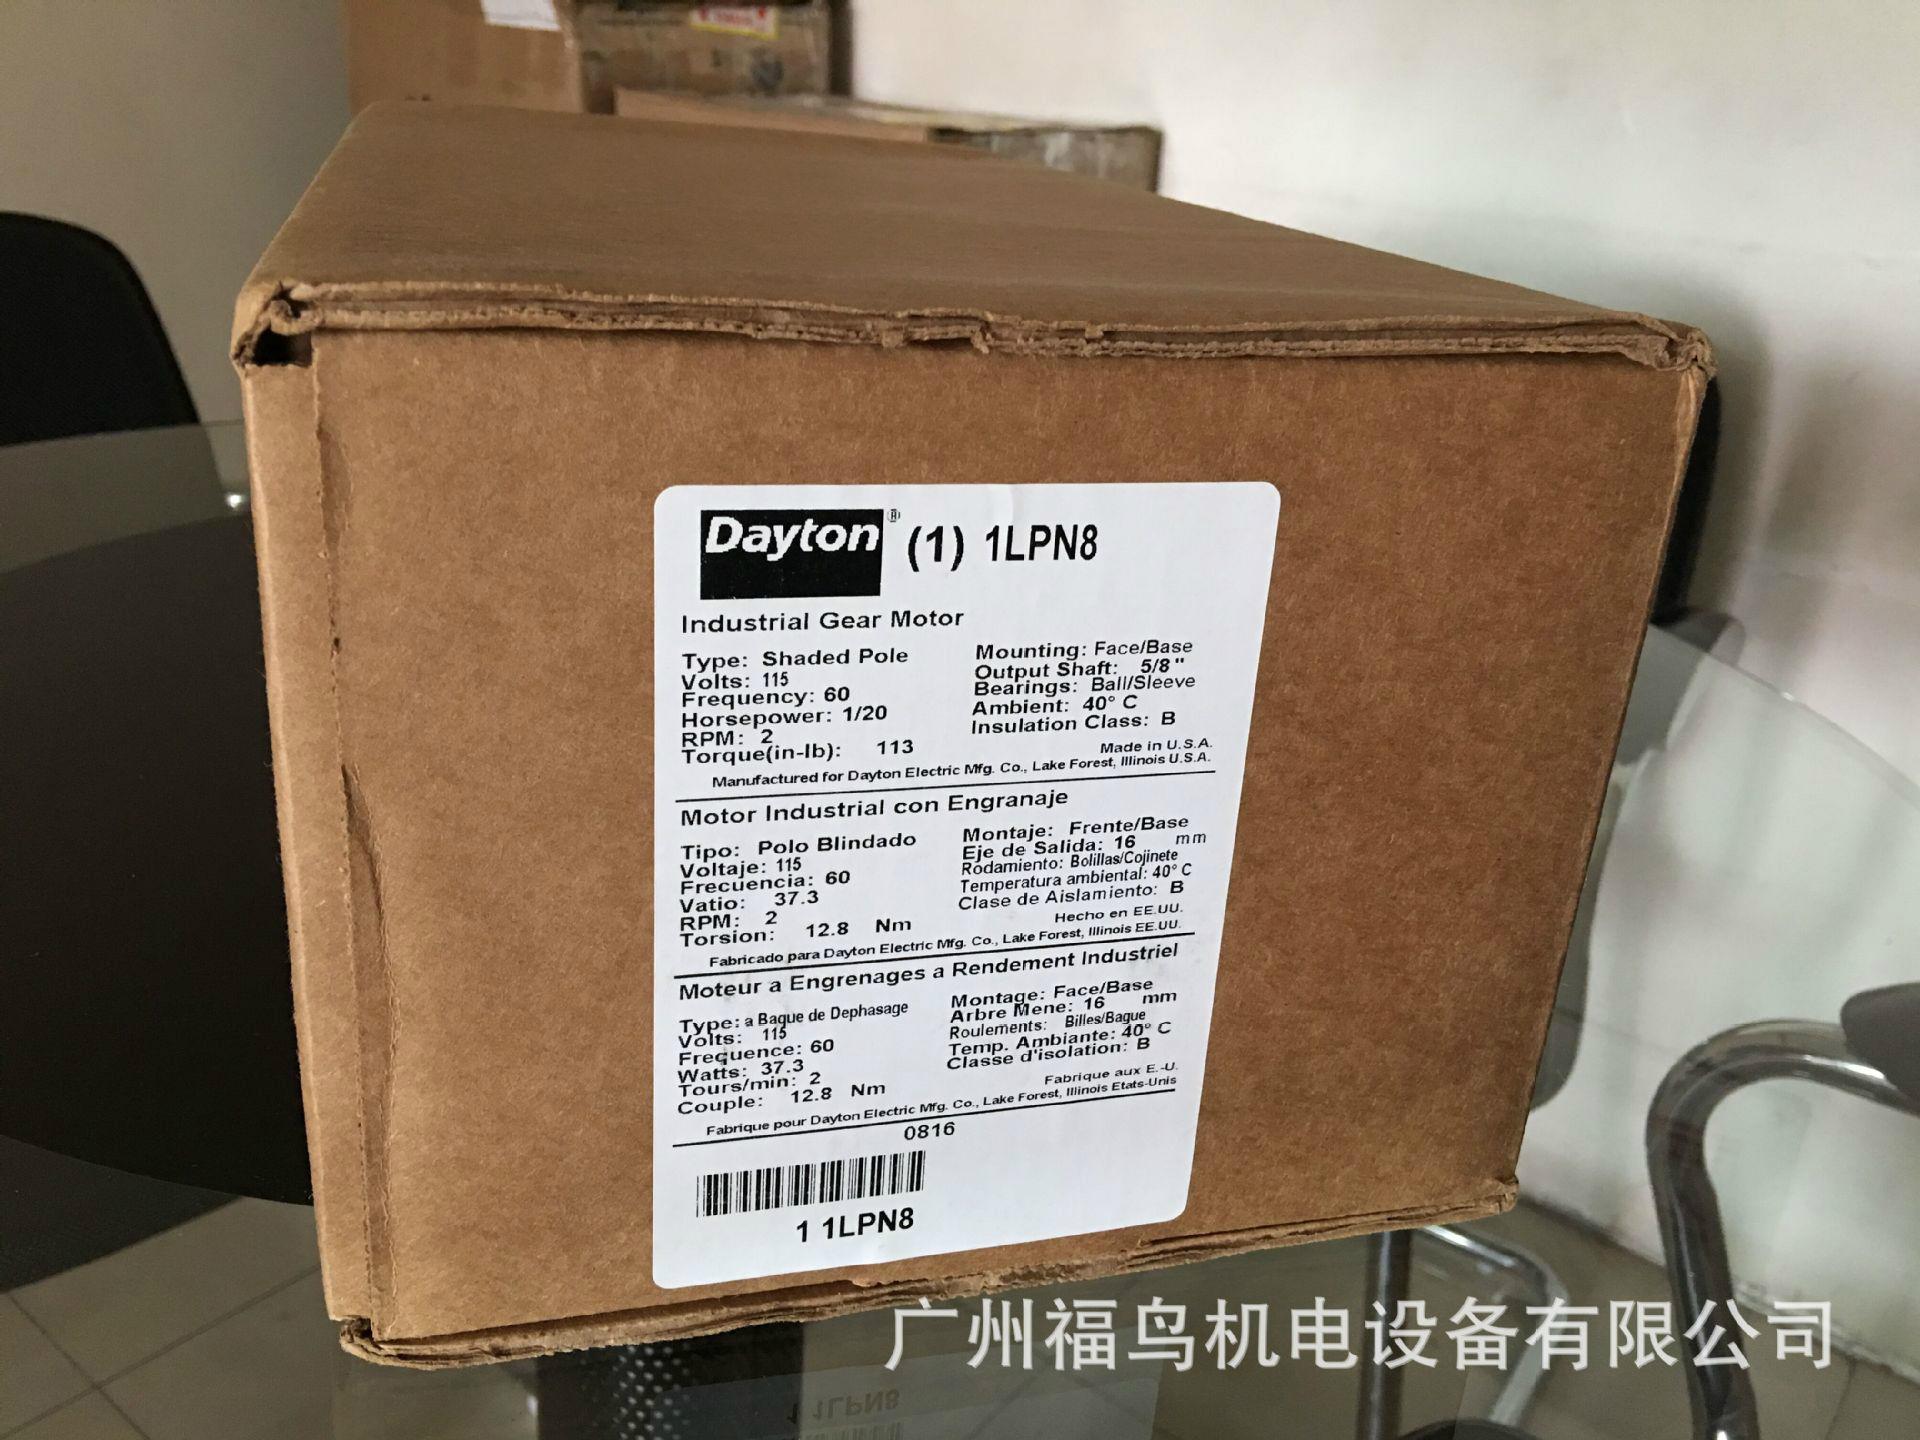 Dayton® (1) 1LPN8
Industrial Gear Motor
Type: Shaded Pole
Volts: 115
Frequency: 60
Horsepower: 1/20
RPM: 2
Torque(in-lb): 113
Mounting: Face/Base
Output Shaft: 5/8"
Bearings: Ball/Sleeve
Ambient: 40° C
Insulation Class: B
Made in U.S.A.
Manufactured for Dayton Electric Mfg. Co., Lake Forest, Illinois U.S.A.
Motor Industrial con Engranaje
Tipo: Polo Blindado
Voltaje: 115
Frecuencia: 60
Vatio: 37.3
RPM: 2
Torsion: 12.8 Nm
Montaje: Frente/Base
Eje de Salida: 16 mm
Rodamiento: Bolillas/Cojinete
Temperatura ambiental: 40° C
Clase de Aislamiento: B
Hecho en EE.UU.
Fabricado para Dayton Electric Mfg. Co., Lake Forest, Illinois EE.UU.
Moteur a Engrenages a Rendement Industriel
Type: a Bague de Dephasage
Volts: 115
Frequence: 60
Watts: 37.3
Tours/min: 2
Couple: 12.8 Nm
Montage: Face/Base
Arbre Mene: 16 mm
Roulements: Billes/Bague
Temp. Ambiante: 40° C
Classe d'isolation: B
Fabrique aux E.-U.
Fabrique pour Dayton Electric Mfg. Co., Lake Forest, Illinois Etats-Unis
0816
1 1LPN8
广州福鸟机电设备有限公司